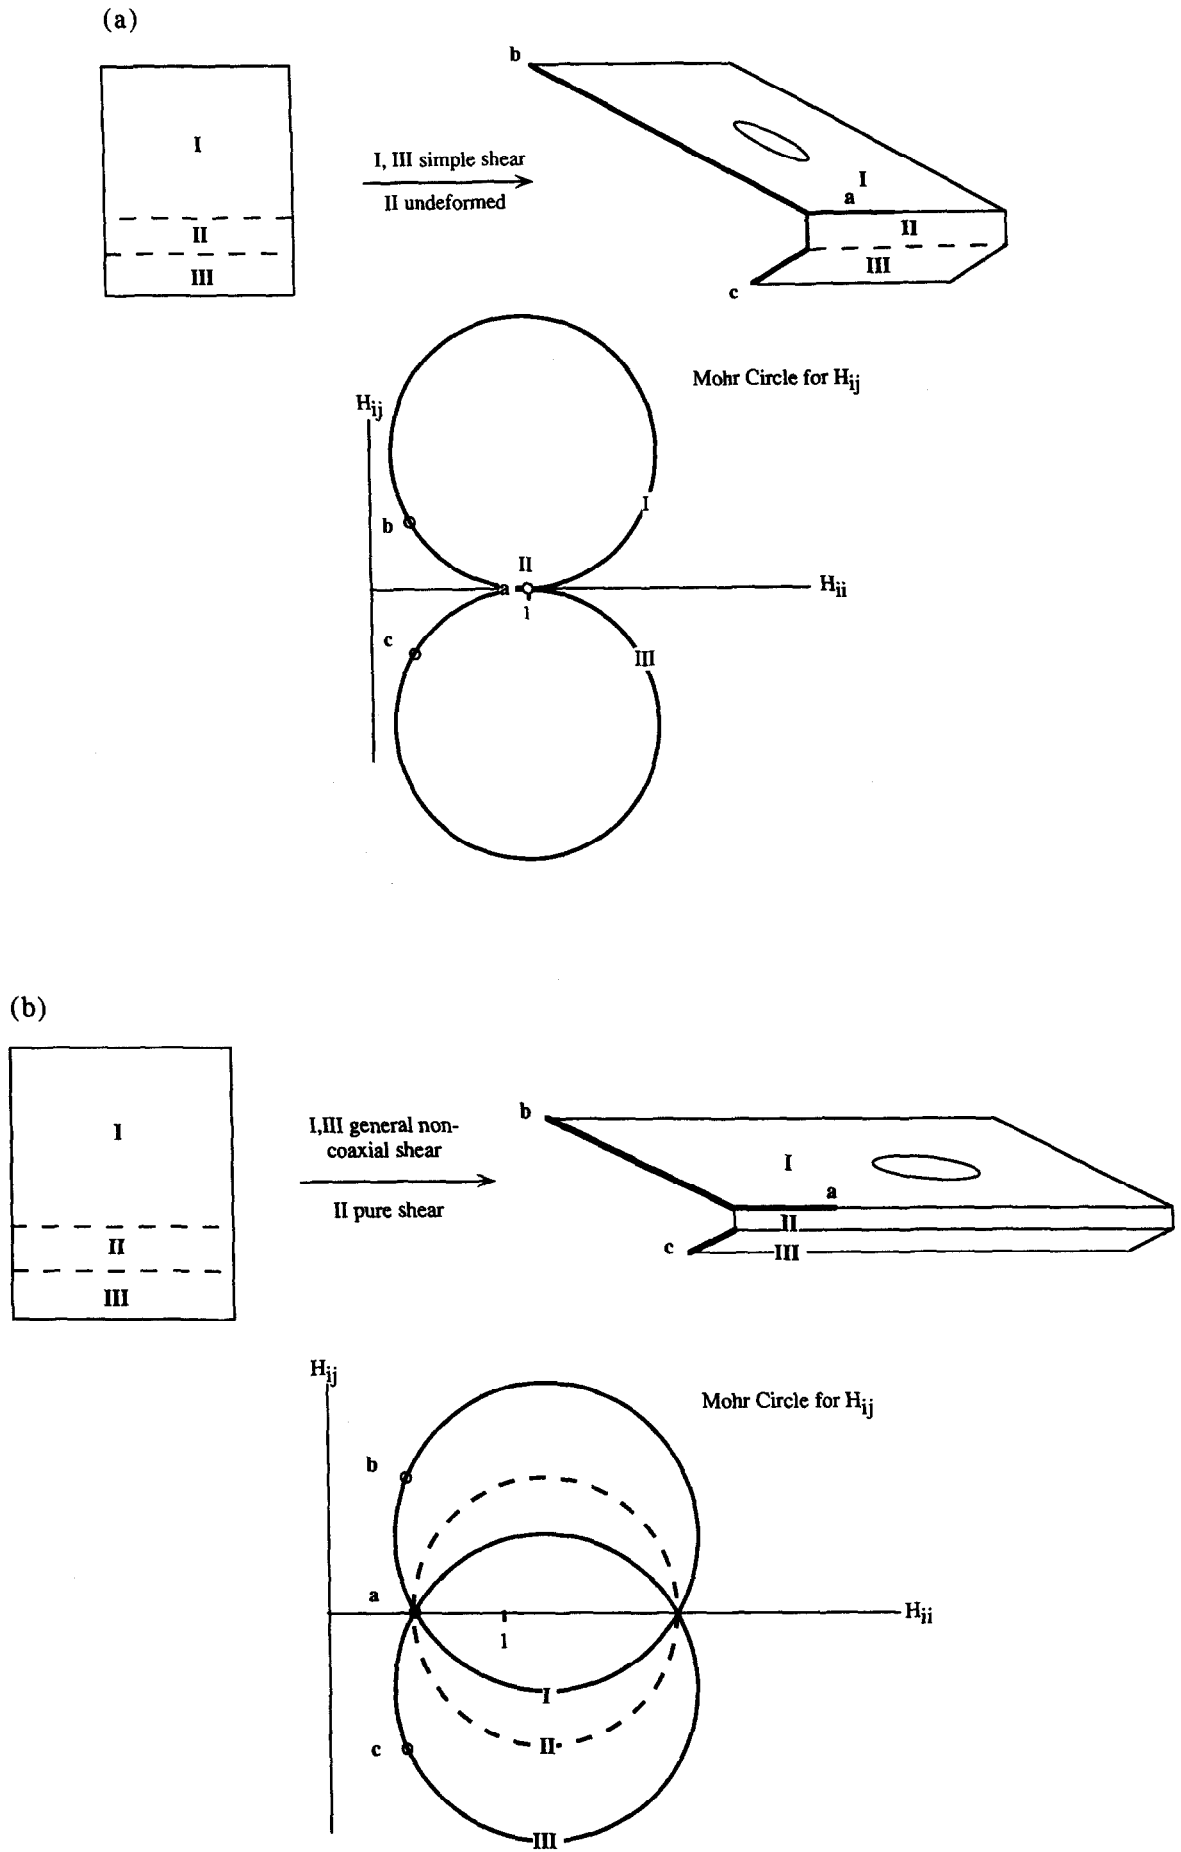 (a)
I
II
III
I, III simple shear
II undeformed
b
I
a
II
III
c
Mohr Circle for Hij
Hij
b
I
II
a
1
Hii
c
III
(b)
I
II
III
I,III general non-
coaxial shear
II pure shear
b
I
a
II
c
III
Hij
Mohr Circle for Hij
b
a
1
Hii
I
II
c
III